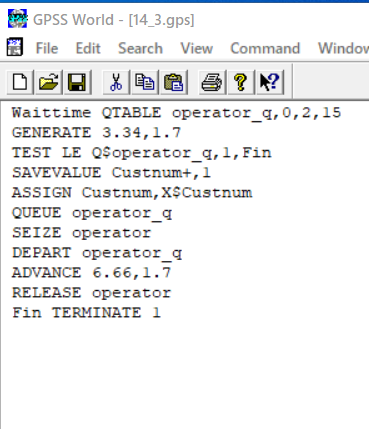 GPSS World - [14_3.gps]
File Edit Search View Command Window
Waittime QTABLE operator_q,0,2,15
GENERATE 3.34,1.7
TEST LE Q$operator_q,1,Fin
SAVEVALUE Custnum+,1
ASSIGN Custnum,X$Custnum
QUEUE operator_q
SEIZE operator
DEPART operator_q
ADVANCE 6.66,1.7
RELEASE operator
Fin TERMINATE 1